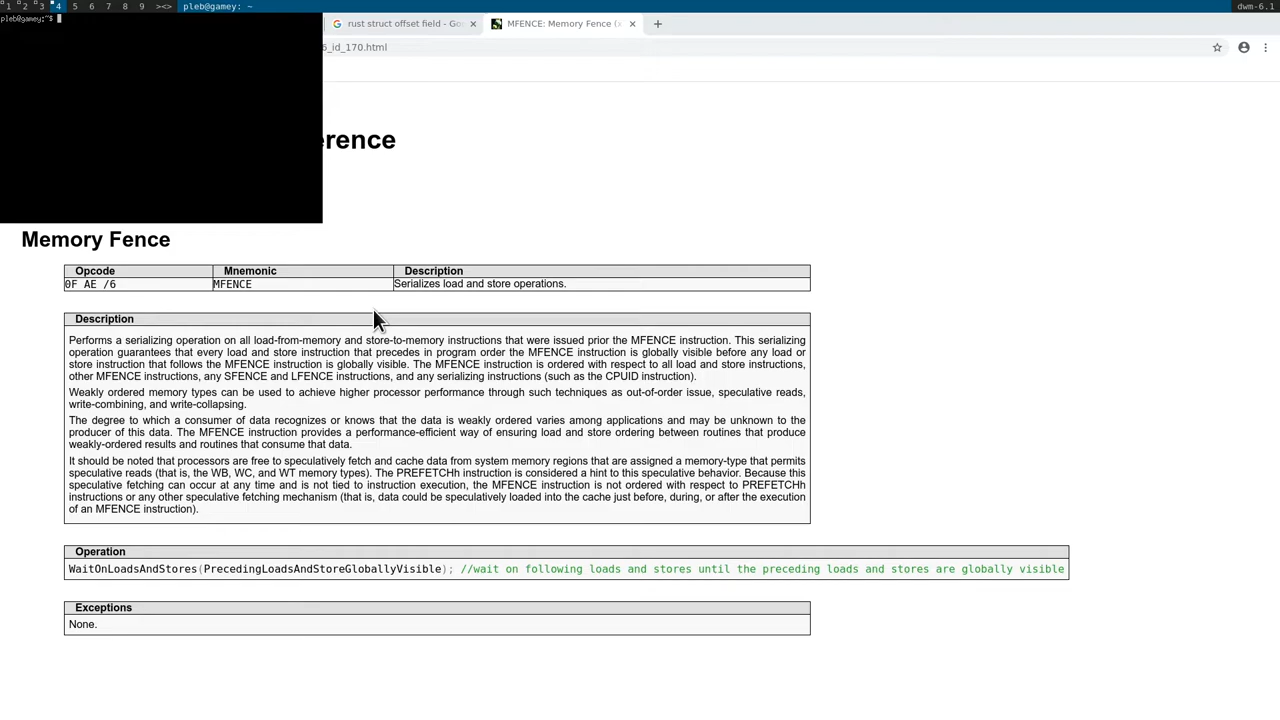 1 2 3 4 5 6 7 8 9 ><> pleb@gamey: ~ dwm-6.1
pleb@gamey:~$
rust struct offset field - Goo
MFENCE: Memory Fence (x
6_id_170.html
erence
Memory Fence
Opcode Mnemonic Description
0F AE /6 MFENCE Serializes load and store operations.
Description
Performs a serializing operation on all load-from-memory and store-to-memory instructions that were issued prior the MFENCE instruction. This serializing
operation guarantees that every load and store instruction that precedes in program order the MFENCE instruction is globally visible before any load or
store instruction that follows the MFENCE instruction is globally visible. The MFENCE instruction is ordered with respect to all load and store instructions,
other MFENCE instructions, any SFENCE and LFENCE instructions, and any serializing instructions (such as the CPUID instruction).
Weakly ordered memory types can be used to achieve higher processor performance through such techniques as out-of-order issue, speculative reads,
write-combining, and write-collapsing.
The degree to which a consumer of data recognizes or knows that the data is weakly ordered varies among applications and may be unknown to the
producer of this data. The MFENCE instruction provides a performance-efficient way of ensuring load and store ordering between routines that produce
weakly-ordered results and routines that consume that data.
It should be noted that processors are free to speculatively fetch and cache data from system memory regions that are assigned a memory-type that permits
speculative reads (that is, the WB, WC, and WT memory types). The PREFETCHh instruction is considered a hint to this speculative behavior. Because this
speculative fetching can occur at any time and is not tied to instruction execution, the MFENCE instruction is not ordered with respect to PREFETCHh
instructions or any other speculative fetching mechanism (that is, data could be speculatively loaded into the cache just before, during, or after the execution
of an MFENCE instruction).
Operation
WaitOnLoadsAndStores(PrecedingLoadsAndStoreGloballyVisible); //wait on following loads and stores until the preceding loads and stores are globally visible
Exceptions
None.